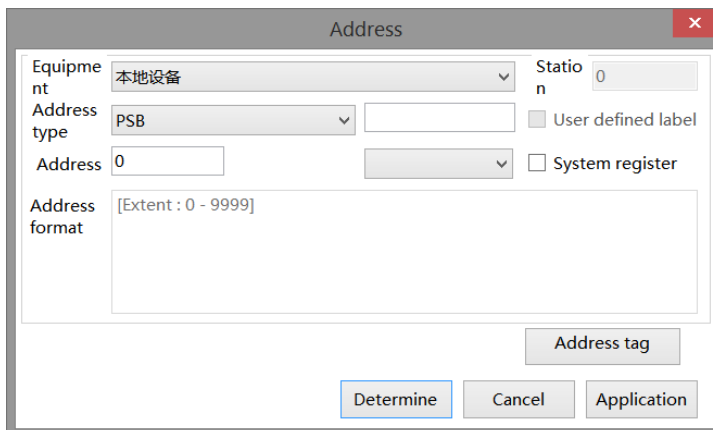 Address
×
Equipme
nt
本地设备
Statio
n
0
Address
type
PSB
User defined label
Address
0
System register
Address
format
[Extent : 0 - 9999]
Address tag
Determine
Cancel
Application